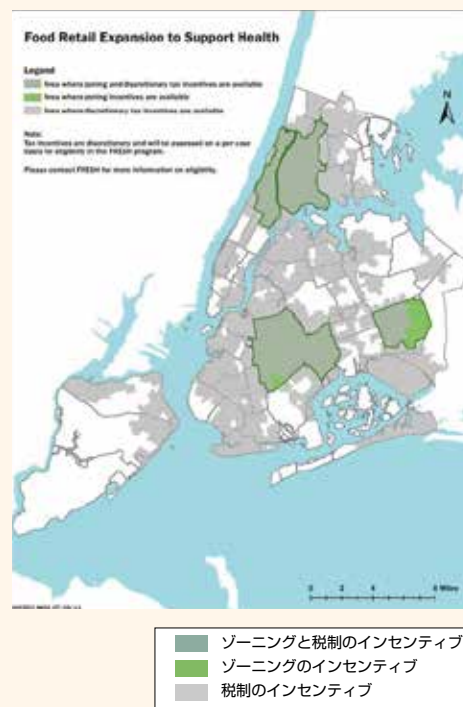 Food Retail Expansion to Support Health
Legend
Area where zoning and discretionary tax incentives are available
Area where zoning incentives are available
Area where discretionary tax incentives are available
Note:
Tax incentives are discretionary and will be assessed on a per case
basis for eligibility in the FRESH program.
Please contact FRESH for more information on eligibility.
N
0 2 4 8 Miles
ゾーニングと税制のインセンティブ
ゾーニングのインセンティブ
税制のインセンティブ